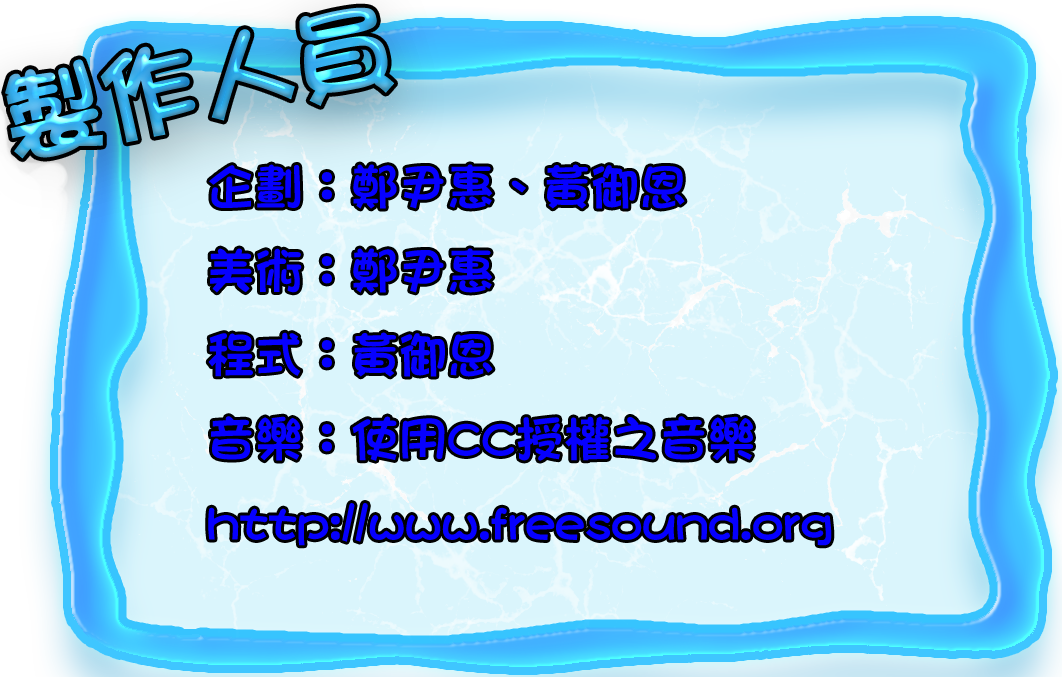 製作人員
企劃：鄭尹惠、黃御恩
美術：鄭尹惠
程式：黃御恩
音樂：使用CC授權之音樂
http://www.freesound.org